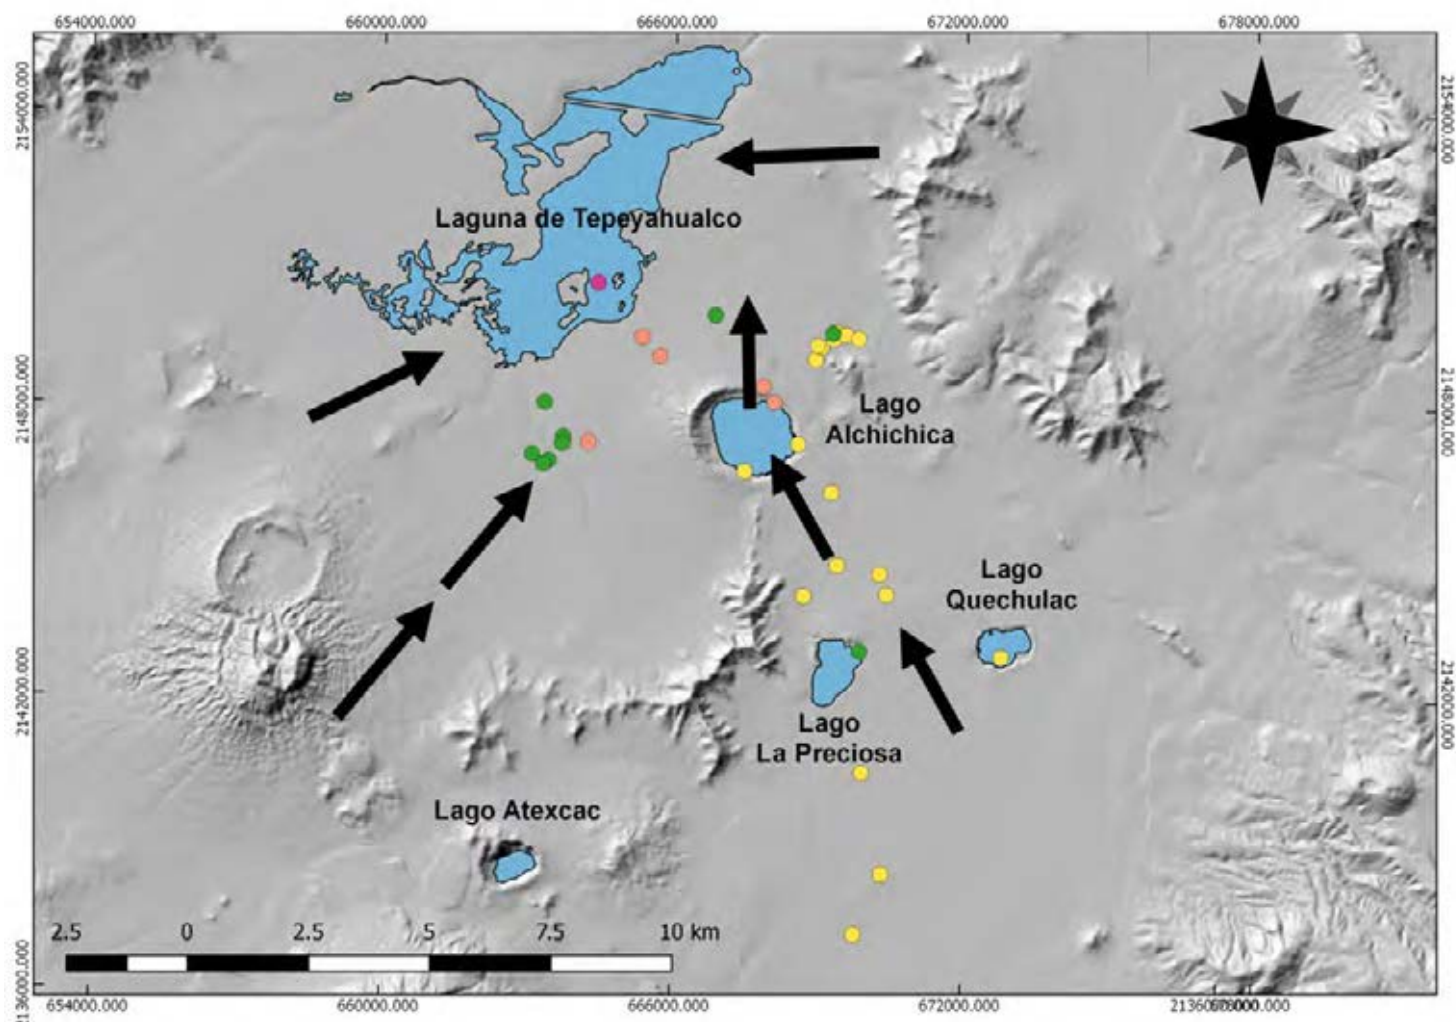 654000.000 660000.000 666000.000 672000.000 678000.000
2154000.000
2154000.000
Laguna de Tepeyahualco
2148000.000
2148000.000
Lago
Alchichica
Lago
Quechulac
2142000.000
2142000.000
Lago
La Preciosa
Lago Atexcac
2.5 0 2.5 5 7.5 10 km
2136000.000
654000.000 660000.000 666000.000 672000.000